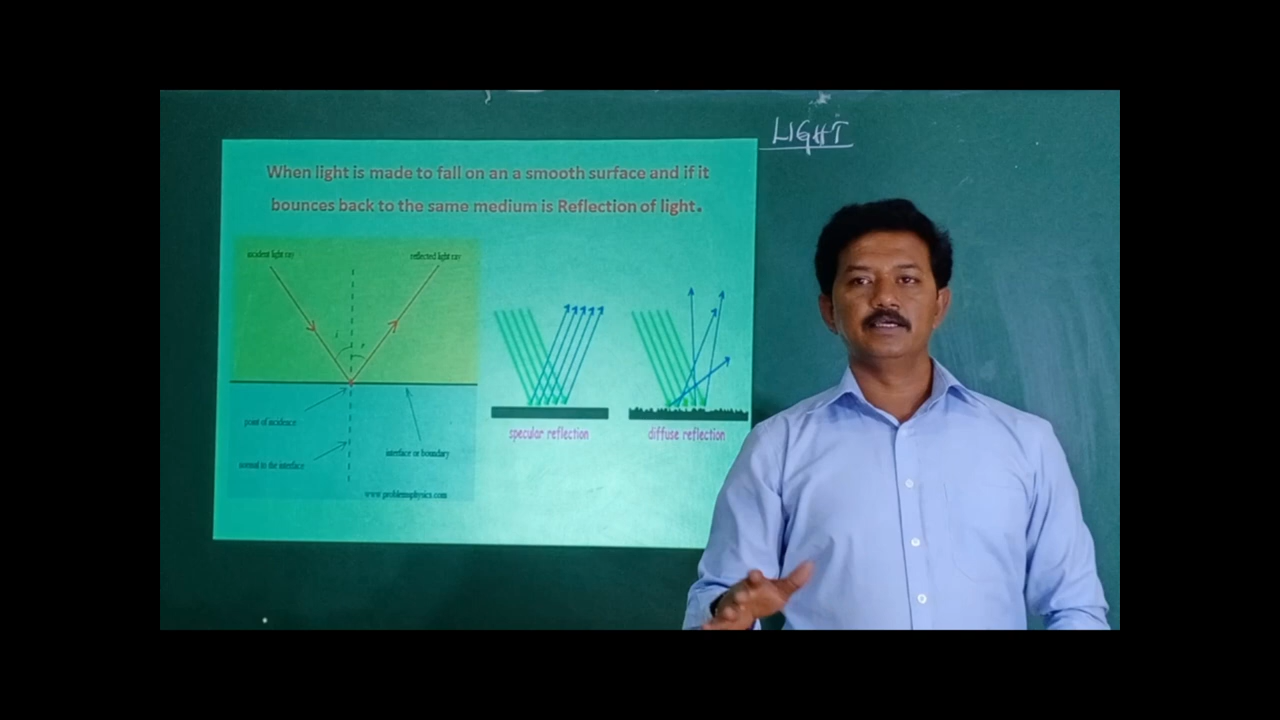 LIGHT
When light is made to fall on an a smooth surface and if it
bounces back to the same medium is Reflection of light.
incident light ray
reflected light ray
i
r
point of incidence
normal to the interface
interface or boundary
www.problemsphysics.com
specular reflection
diffuse reflection